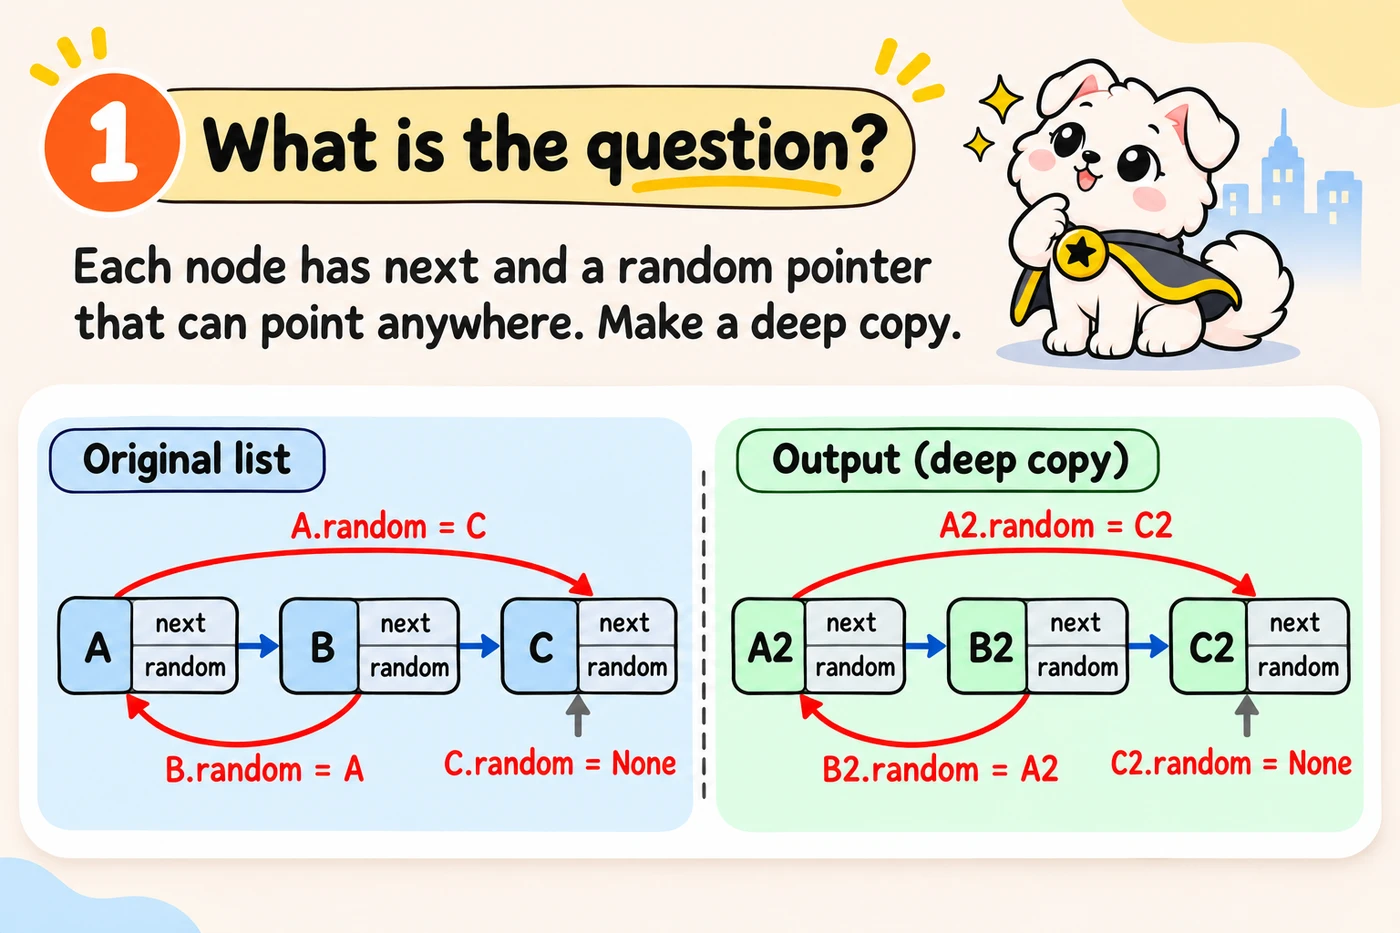 1
What is the question?
Each node has next and a random pointer
that can point anywhere. Make a deep copy.
Original list
A.random = C
A
next
random
B
next
random
C
next
random
B.random = A
C.random = None
Output (deep copy)
A2.random = C2
A2
next
random
B2
next
random
C2
next
random
B2.random = A2
C2.random = None